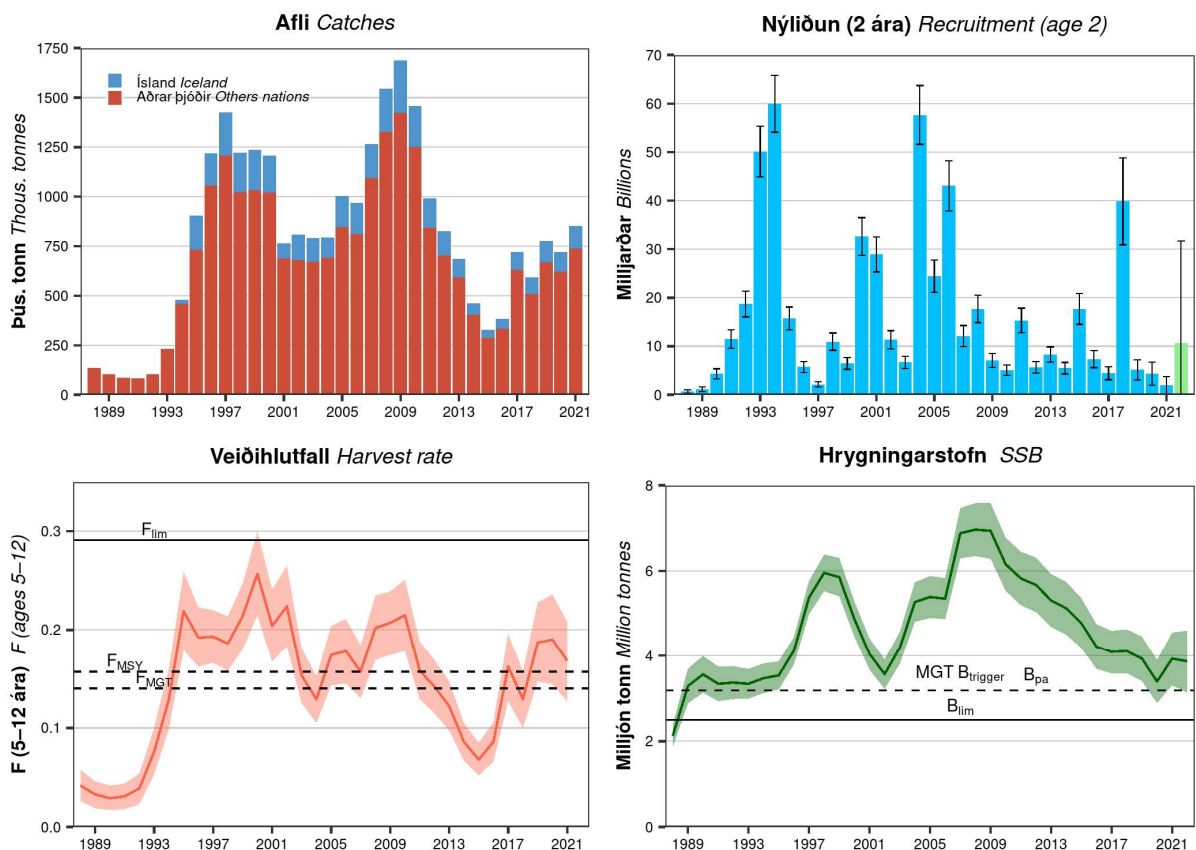 Afli Catches
Þús. tonn Thous. tonnes
1750
1500
1250
1000
750
500
250
0
Ísland Iceland
Aðrar þjóðir Others nations
1989 1993 1997 2001 2005 2009 2013 2017 2021
Nýliðun (2 ára) Recruitment (age 2)
Milljarðar Billions
70
60
50
40
30
20
10
0
1989 1993 1997 2001 2005 2009 2013 2017 2021
Veiðihlutfall Harvest rate
F (5–12 ára) F (ages 5–12)
0.3
0.2
0.1
0.0
Flim
FMSY
FMGT
1989 1993 1997 2001 2005 2009 2013 2017 2021
Hrygningarstofn SSB
Milljón tonn Million tonnes
8
6
4
2
0
MGT Btrigger Bpa
Blim
1989 1993 1997 2001 2005 2009 2013 2017 2021